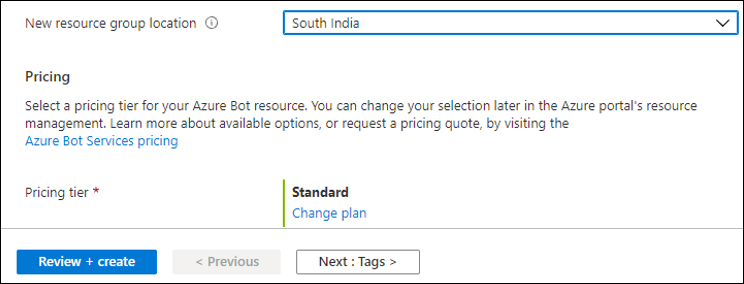 New resource group location
South India
Pricing
Select a pricing tier for your Azure Bot resource. You can change your selection later in the Azure portal's resource
management. Learn more about available options, or request a pricing quote, by visiting the
Azure Bot Services pricing
Pricing tier *
Standard
Change plan
Review + create
< Previous
Next : Tags >